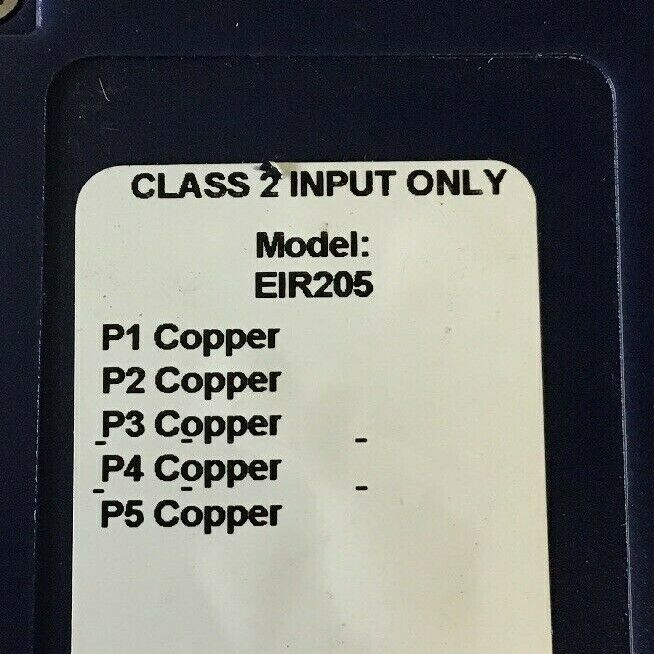 CLASS 2 INPUT ONLY
Model:
EIR205
P1 Copper
P2 Copper
P3 Copper
P4 Copper
P5 Copper